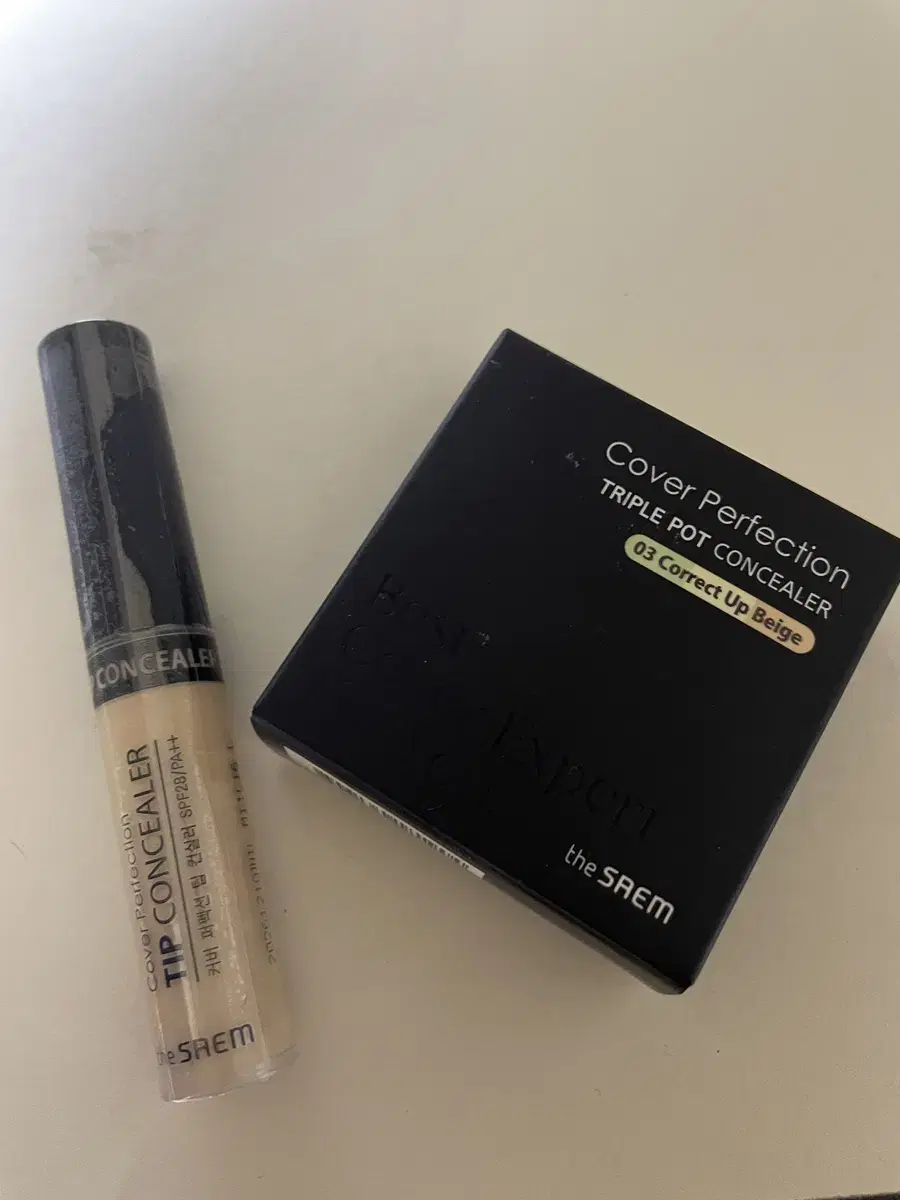 CONCEALER
Cover Perfection
TIP CONCEALER
커버 퍼펙션 팁 컨실러 SPF28/PA++
the SAEM
Cover Perfection
TRIPLE POT CONCEALER
03 Correct Up Beige
Expert
the SAEM